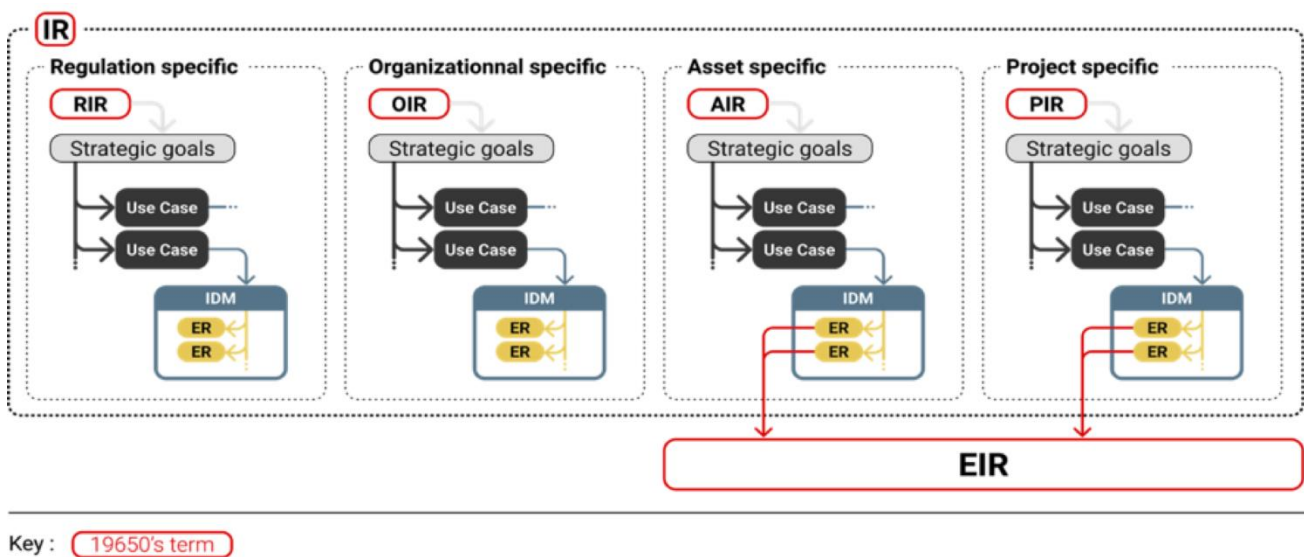 IR
Regulation specific
RIR
Strategic goals
Use Case
Use Case
IDM
ER
ER
Organizationnal specific
OIR
Strategic goals
Use Case
Use Case
IDM
ER
ER
Asset specific
AIR
Strategic goals
Use Case
Use Case
IDM
ER
ER
Project specific
PIR
Strategic goals
Use Case
Use Case
IDM
ER
ER
EIR
Key : 19650's term